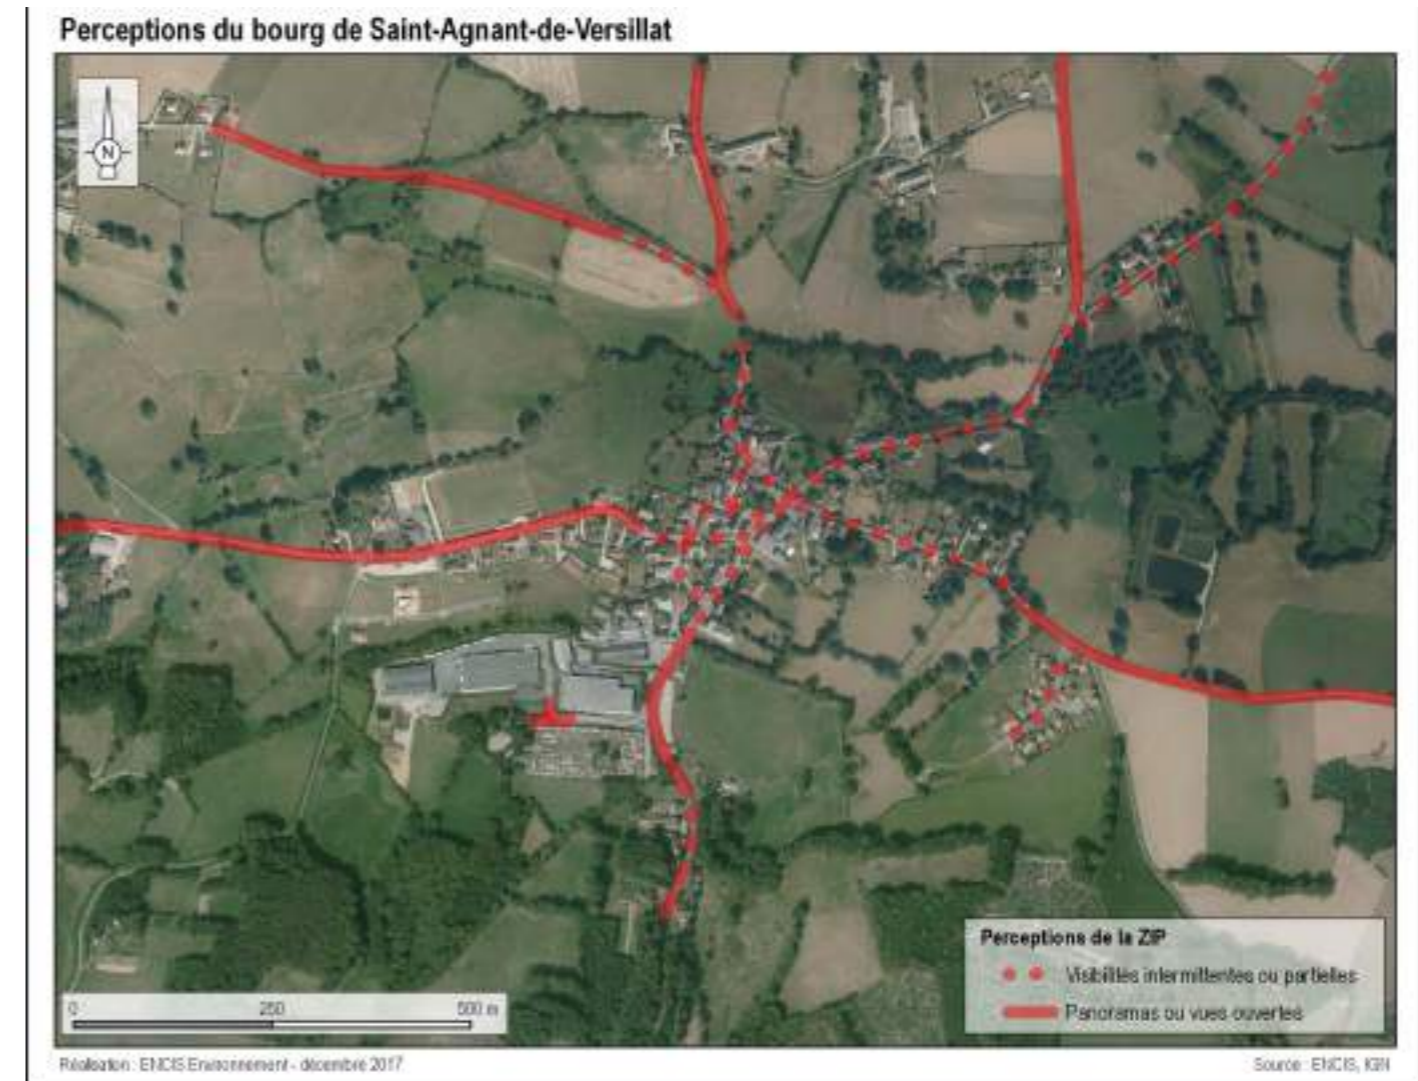 Perceptions du bourg de Saint-Agnant-de-Versillat
N
Perceptions de la ZIP
Visibilités intermittentes ou partielles
Panoramas ou vues ouvertes
0 250 500 m
Réalisation : ENCIS Environnement - décembre 2017
Source : ENCIS, IGN